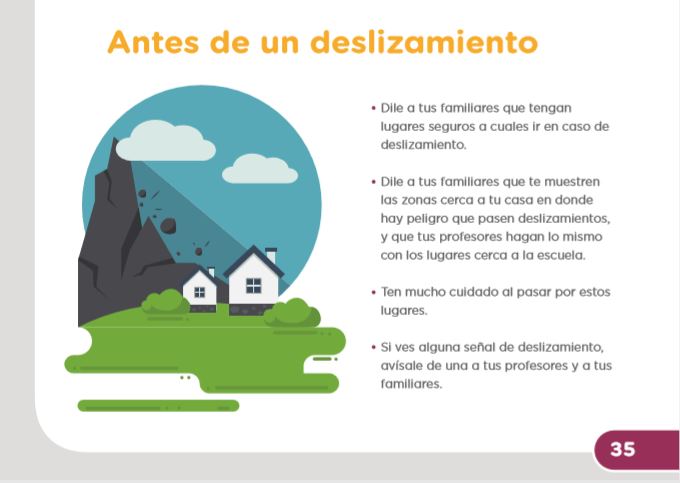 Antes de un deslizamiento
• Dile a tus familiares que tengan
lugares seguros a cuales ir en caso de
deslizamiento.
• Dile a tus familiares que te muestren
las zonas cerca a tu casa en donde
hay peligro que pasen deslizamientos,
y que tus profesores hagan lo mismo
con los lugares cerca a la escuela.
• Ten mucho cuidado al pasar por estos
lugares.
• Si ves alguna señal de deslizamiento,
avísale de una a tus profesores y a tus
familiares.
35